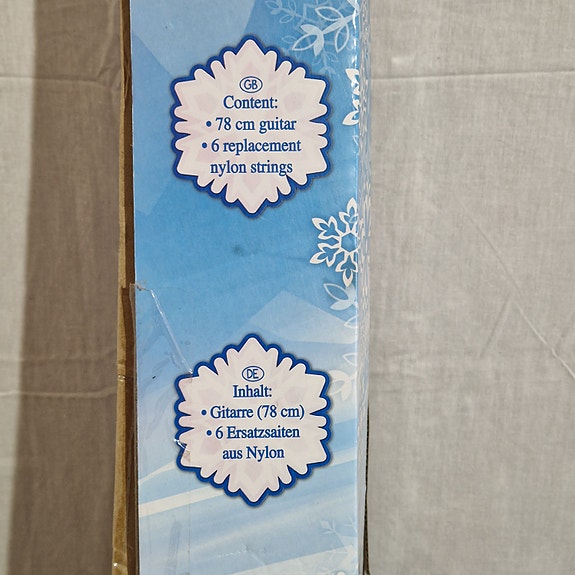 GB
Content:
• 78 cm guitar
• 6 replacement
nylon strings
DE
Inhalt:
• Gitarre (78 cm)
• 6 Ersatzsaiten
aus Nylon